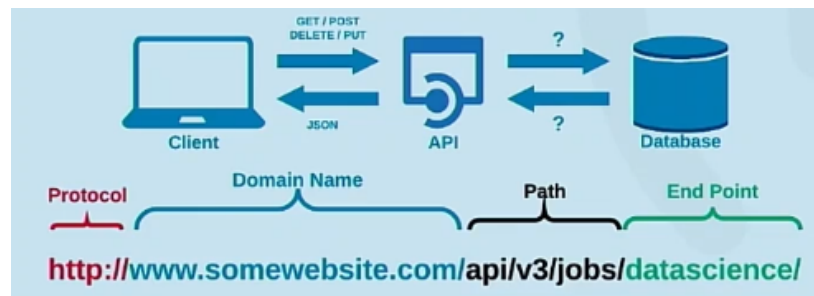 GET / POST
DELETE / PUT
?
JSON
?
Client
API
Database
Protocol
Domain Name
Path
End Point
http://www.somewebsite.com/api/v3/jobs/datascience/